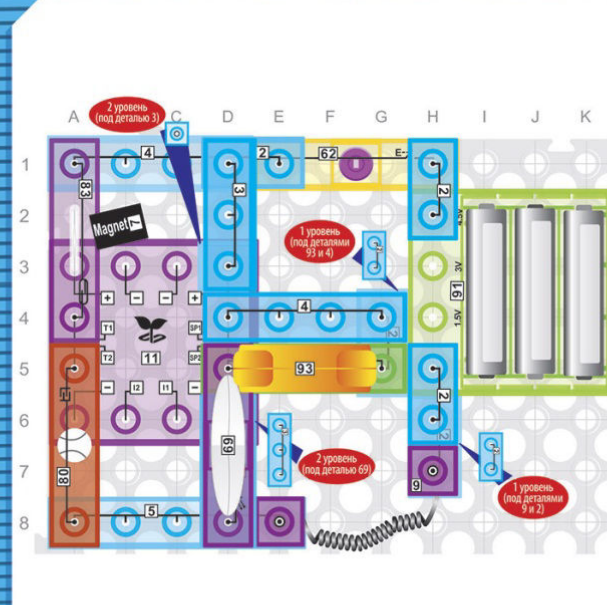 2 уровень
(под деталью 3)
A B C D E F G H I J K
1 4 2 62 E-
83 3 2
2 Magnet 7 4.5V
1 уровень
(под деталями
93 и 4)
3 3V 91
+ - - +
4 4 2 1.5V
T1 SP1
T2 11 SP2
5 93
2
- I2 I1 -
6 69 2
2 уровень
(под деталью 69)
7 80 9
1 уровень
(под деталями
9 и 2)
8 5